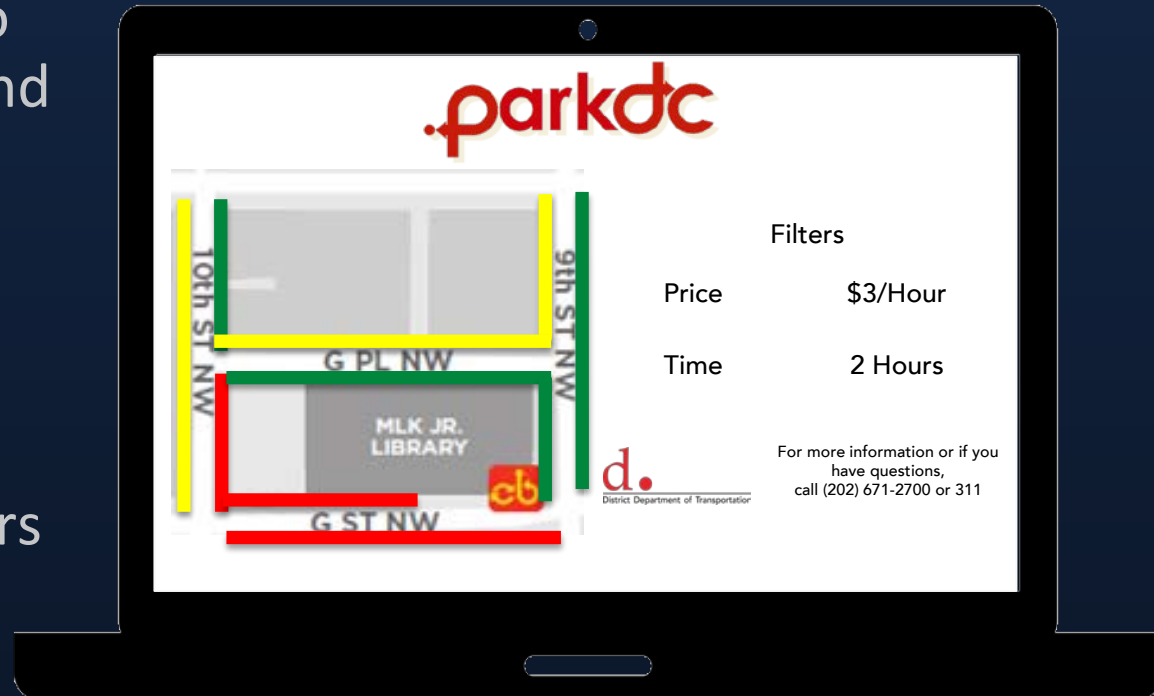 nd
rs
parkdc
10th ST NW
9th ST NW
G PL NW
MLK JR.
LIBRARY
cb
G ST NW
Filters
Price $3/Hour
Time 2 Hours
d.
District Department of Transportation
For more information or if you
have questions,
call (202) 671-2700 or 311